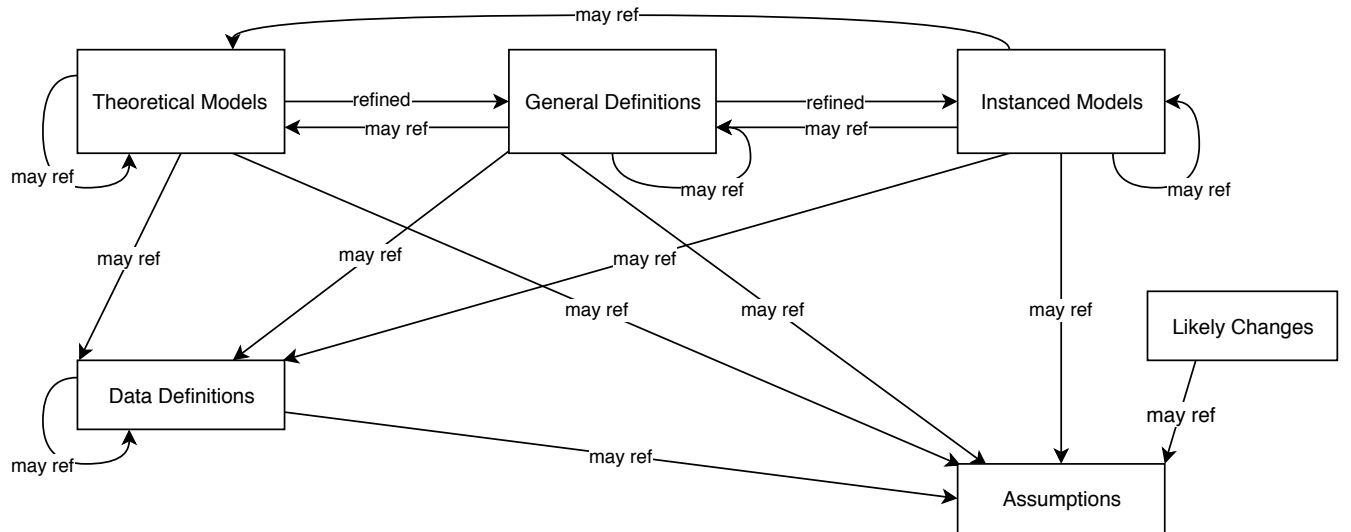 may ref
Theoretical Models
refined
General Definitions
refined
Instanced Models
may ref
may ref
may ref
may ref
may ref
may ref
may ref
may ref
may ref
may ref
may ref
may ref
Likely Changes
Data Definitions
may ref
may ref
may ref
Assumptions